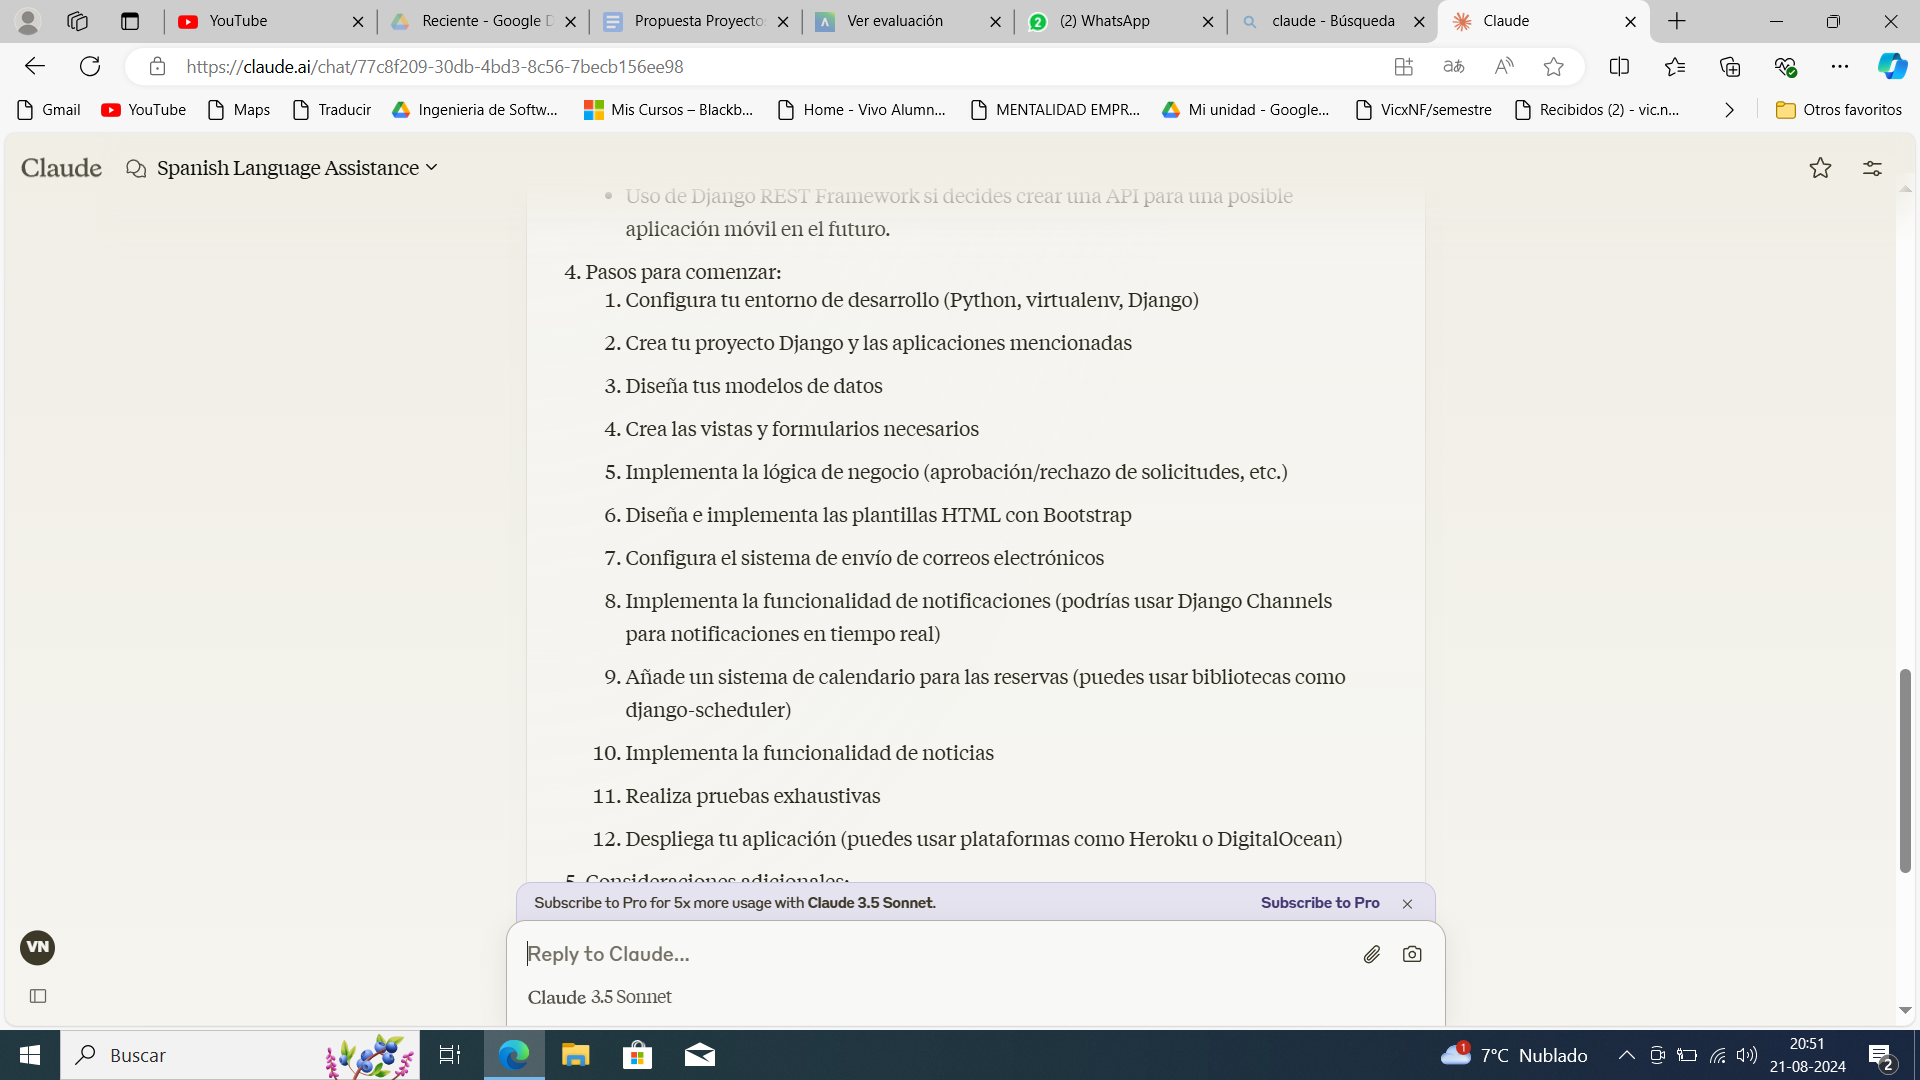 YouTube
Reciente - Google D
Propuesta Proyecto
Ver evaluación
(2) WhatsApp
claude - Búsqueda
Claude
https://claude.ai/chat/77c8f209-30db-4bd3-8c56-7becb156ee98
Gmail
YouTube
Maps
Traducir
Ingenieria de Softw...
Mis Cursos – Blackb...
Home - Vivo Alumn...
MENTALIDAD EMPR...
Mi unidad - Google...
VicxNF/semestre
Recibidos (2) - vic.n...
Otros favoritos
Claude
Spanish Language Assistance
• Uso de Django REST Framework si decides crear una API para una posible
aplicación móvil en el futuro.
4. Pasos para comenzar:
1. Configura tu entorno de desarrollo (Python, virtualenv, Django)
2. Crea tu proyecto Django y las aplicaciones mencionadas
3. Diseña tus modelos de datos
4. Crea las vistas y formularios necesarios
5. Implementa la lógica de negocio (aprobación/rechazo de solicitudes, etc.)
6. Diseña e implementa las plantillas HTML con Bootstrap
7. Configura el sistema de envío de correos electrónicos
8. Implementa la funcionalidad de notificaciones (podrías usar Django Channels
para notificaciones en tiempo real)
9. Añade un sistema de calendario para las reservas (puedes usar bibliotecas como
django-scheduler)
10. Implementa la funcionalidad de noticias
11. Realiza pruebas exhaustivas
12. Despliega tu aplicación (puedes usar plataformas como Heroku o DigitalOcean)
5. Consideraciones adicionales:
Subscribe to Pro for 5x more usage with Claude 3.5 Sonnet.
Subscribe to Pro
VN
Reply to Claude...
Claude 3.5 Sonnet
Buscar
1
7°C Nublado
20:51
21-08-2024
2